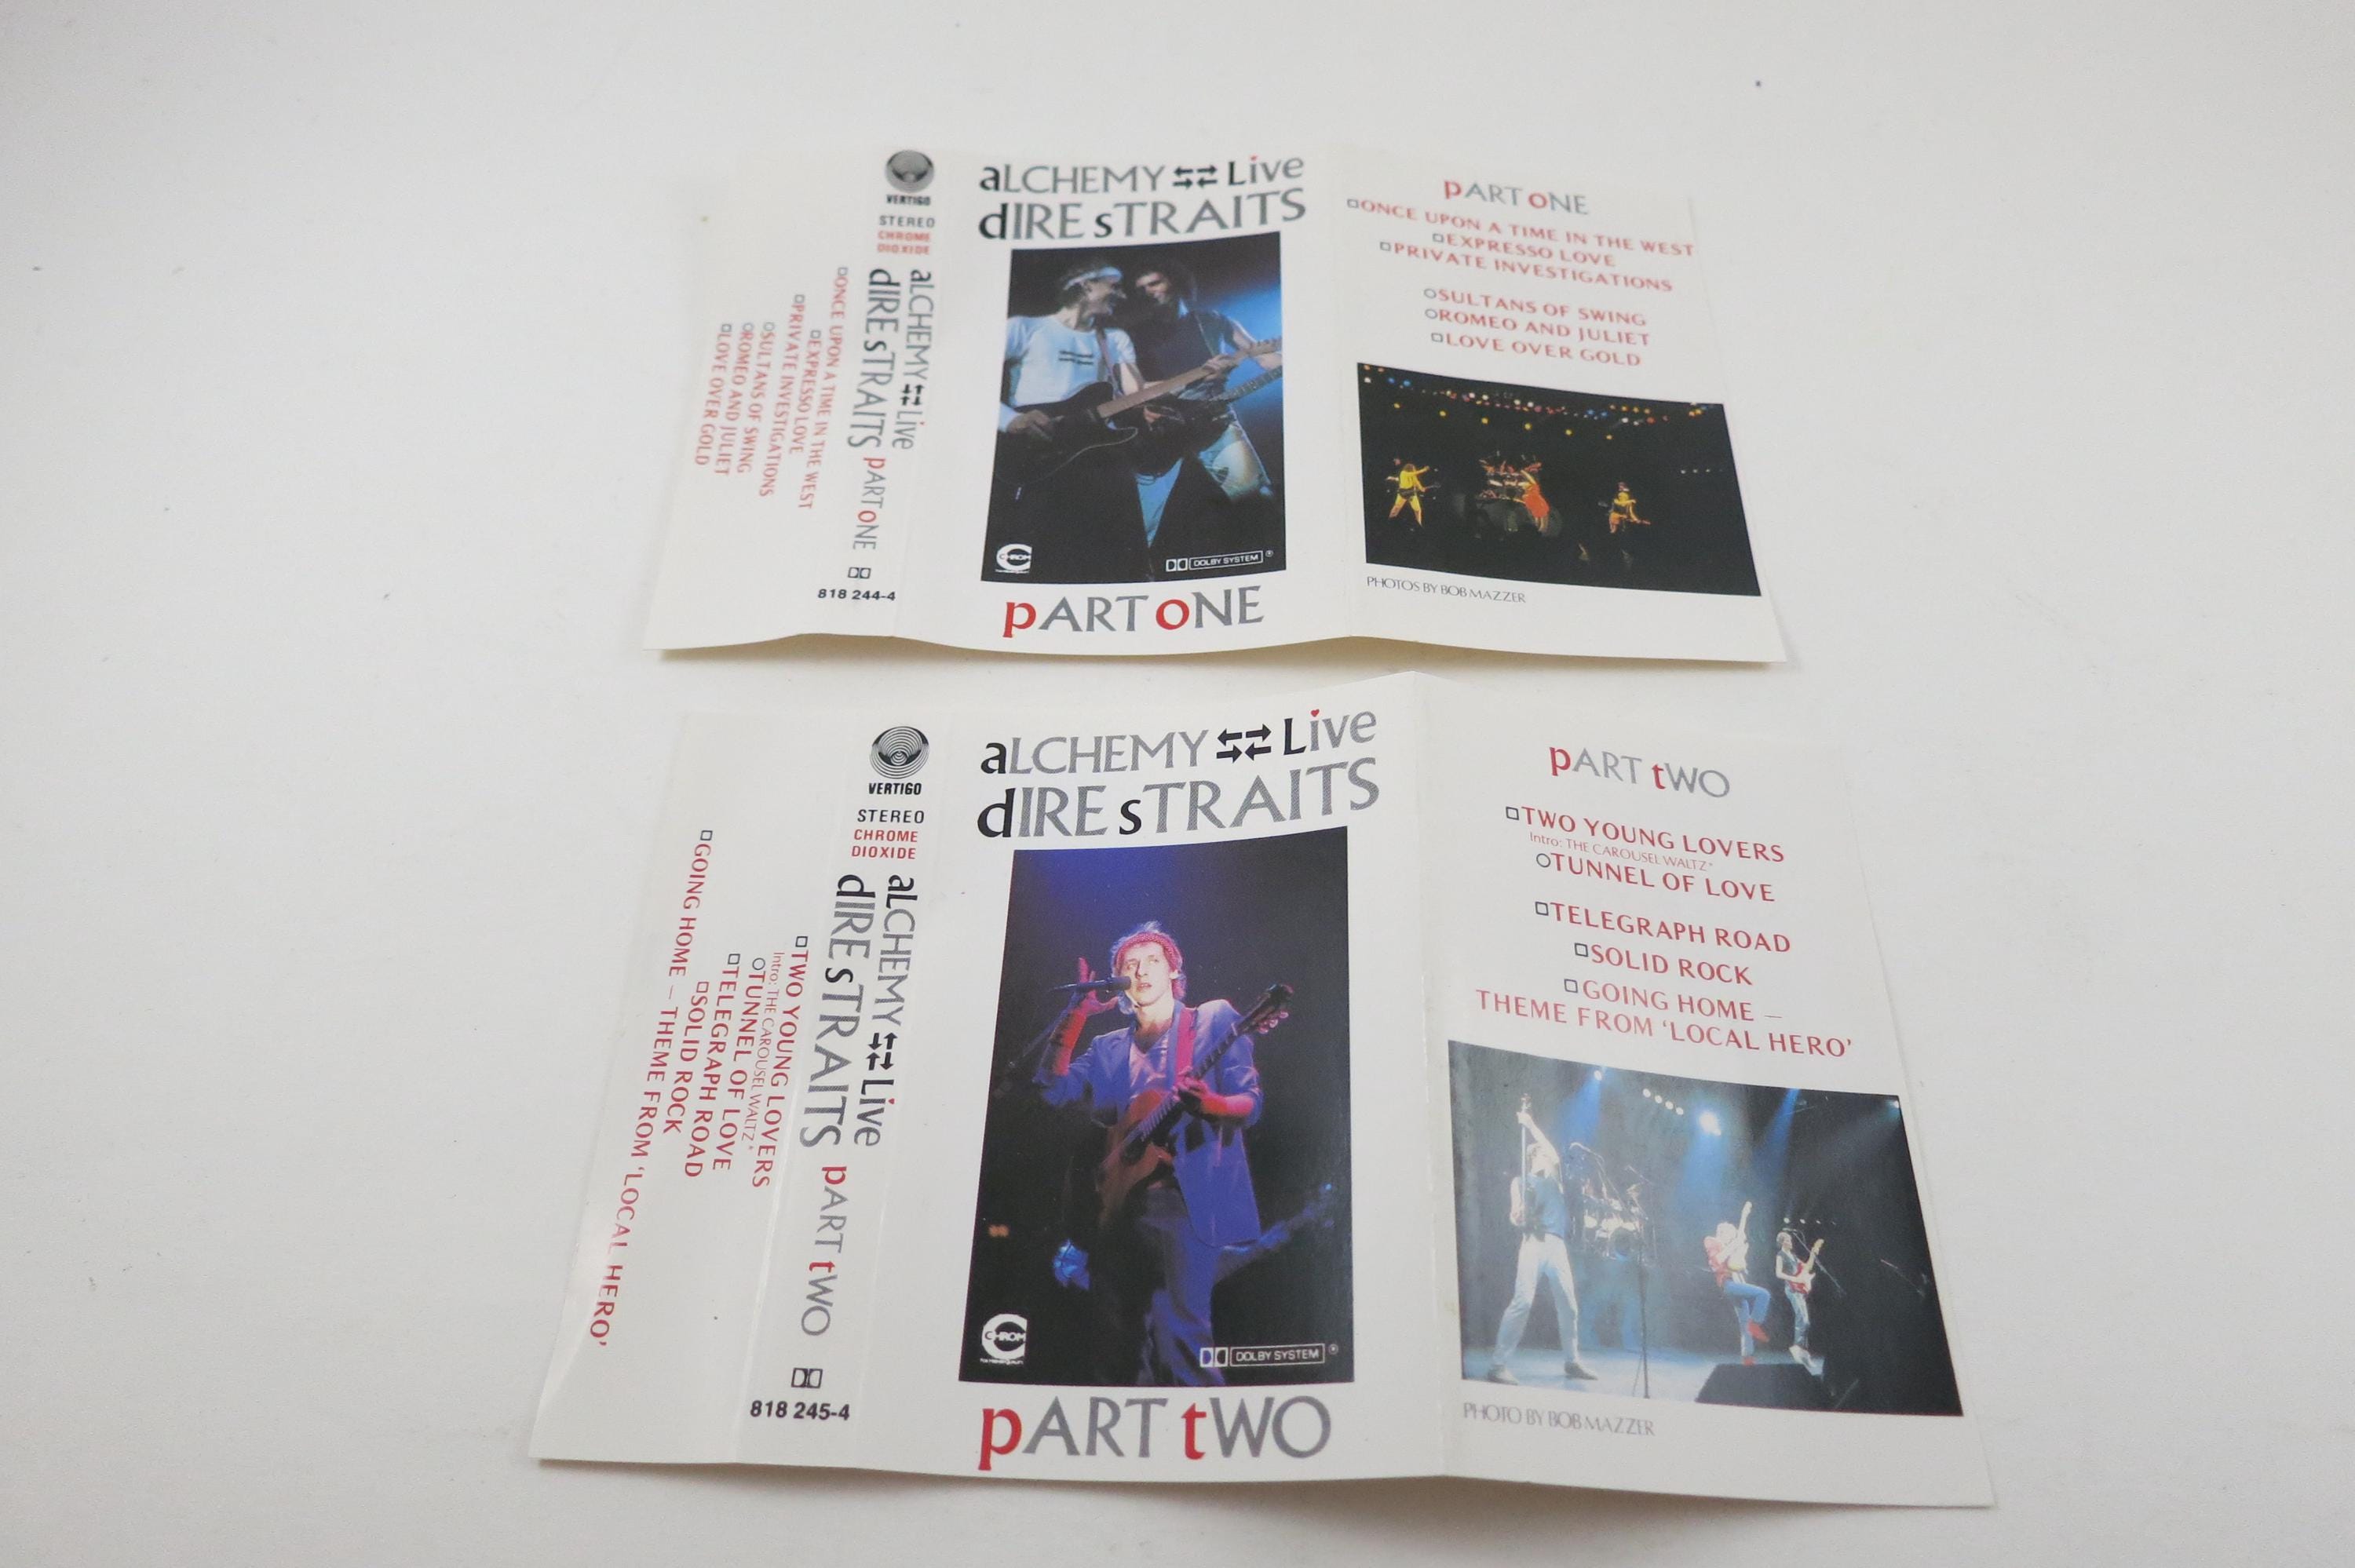 VERTIGO
STEREO
CHROME
DIOXIDE
aLCHEMY ⇆⇄ Live
dIRE sTRAITS pART oNE
818 244-4
□ONCE UPON A TIME IN THE WEST
□EXPRESSO LOVE
□PRIVATE INVESTIGATIONS
○SULTANS OF SWING
○ROMEO AND JULIET
□LOVE OVER GOLD
aLCHEMY ⇆⇄ Live
dIRE sTRAITS
CHROM
DOLBY SYSTEM ®
pART oNE
pART oNE
□ONCE UPON A TIME IN THE WEST
□EXPRESSO LOVE
□PRIVATE INVESTIGATIONS
○SULTANS OF SWING
○ROMEO AND JULIET
□LOVE OVER GOLD
PHOTOS BY BOB MAZZER
VERTIGO
STEREO
CHROME
DIOXIDE
aLCHEMY ⇆⇄ Live
dIRE sTRAITS pART tWO
818 245-4
□TWO YOUNG LOVERS
Intro: THE CAROUSEL WALTZ*
○TUNNEL OF LOVE
□TELEGRAPH ROAD
□SOLID ROCK
□GOING HOME – THEME FROM ‘LOCAL HERO’
aLCHEMY ⇆⇄ Live
dIRE sTRAITS
CHROM
DOLBY SYSTEM ®
pART tWO
pART tWO
□TWO YOUNG LOVERS
Intro: THE CAROUSEL WALTZ*
○TUNNEL OF LOVE
□TELEGRAPH ROAD
□SOLID ROCK
□GOING HOME –
THEME FROM ‘LOCAL HERO’
PHOTO BY BOB MAZZER